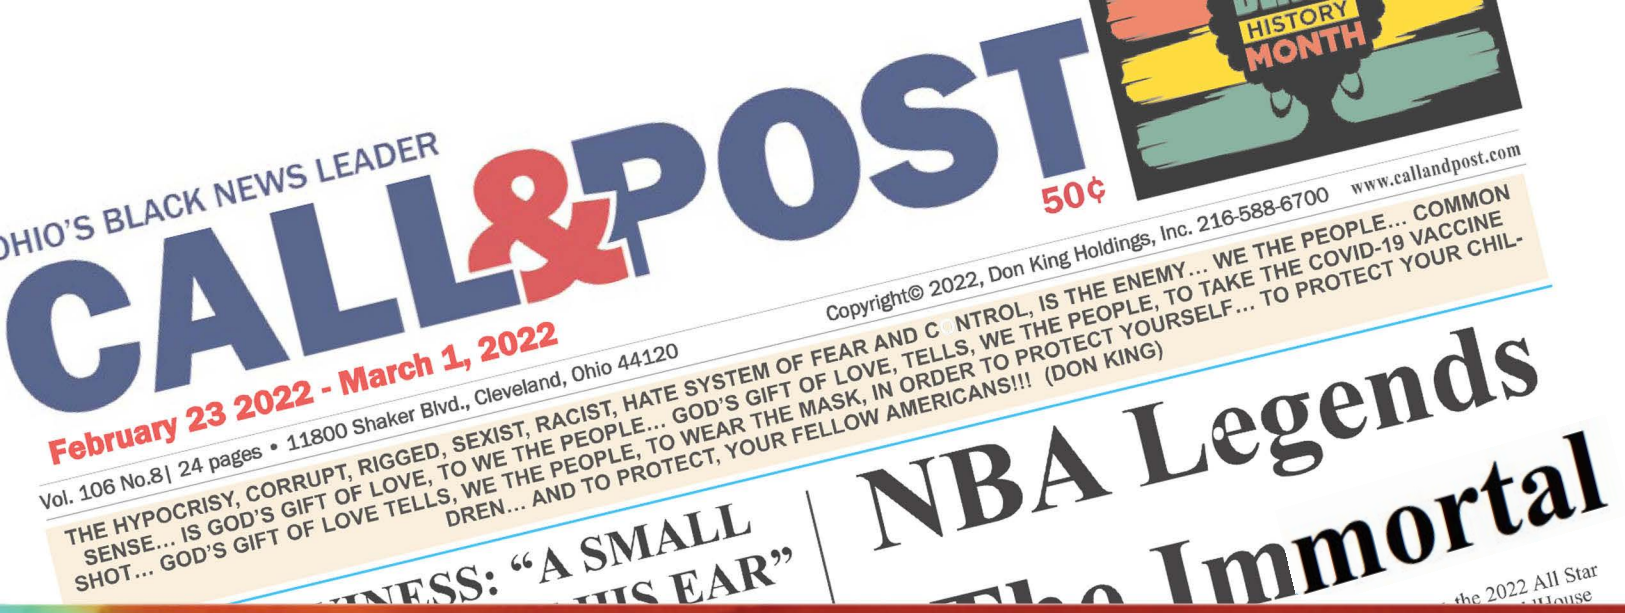 HISTORY
MONTH
OHIO'S BLACK NEWS LEADER
CALL&POST
50¢
February 23 2022 - March 1, 2022
Vol. 106 No.8| 24 pages • 11800 Shaker Blvd., Cleveland, Ohio 44120
Copyright© 2022, Don King Holdings, Inc. 216-588-6700 www.callandpost.com
THE HYPOCRISY, CORRUPT, RIGGED, SEXIST, RACIST, HATE SYSTEM OF FEAR AND CONTROL, IS THE ENEMY... WE THE PEOPLE... COMMON
SENSE... IS GOD'S GIFT OF LOVE, TO WE THE PEOPLE... GOD'S GIFT OF LOVE, TELLS, WE THE PEOPLE, TO TAKE THE COVID-19 VACCINE
SHOT... GOD'S GIFT OF LOVE TELLS, WE THE PEOPLE, TO WEAR THE MASK, IN ORDER TO PROTECT YOURSELF... TO PROTECT YOUR CHIL-
DREN... AND TO PROTECT, YOUR FELLOW AMERICANS!!! (DON KING)
INESS: “A SMALL
HIS EAR”
NBA Legends
The Immortal
the 2022 All Star
House